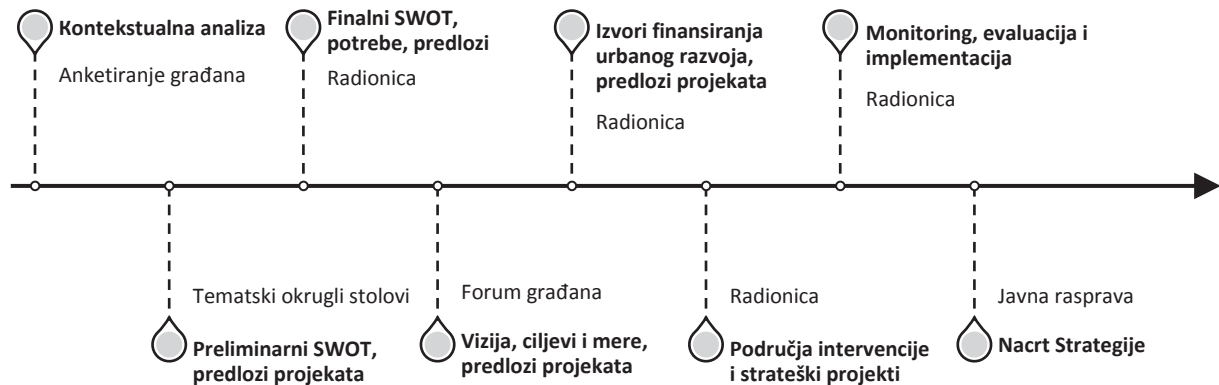 Kontekstualna analiza
Anketiranje građana
Finalni SWOT,
potrebe, predlozi
Radionica
Izvori finansiranja
urbanog razvoja,
predlozi projekata
Radionica
Monitoring, evaluacija i
implementacija
Radionica
Tematski okrugli stolovi
Preliminarni SWOT,
predlozi projekata
Forum građana
Vizija, ciljevi i mere,
predlozi projekata
Radionica
Područja intervencije
i strateški projekti
Javna rasprava
Nacrt Strategije